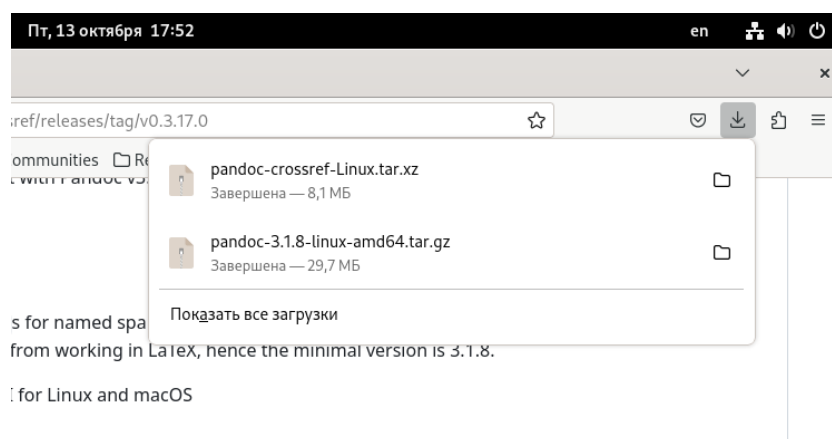 Пт, 13 октября 17:52
en
sref/releases/tag/v0.3.17.0
ommunities
pandoc-crossref-Linux.tar.xz
Завершена — 8,1 МБ
pandoc-3.1.8-linux-amd64.tar.gz
Завершена — 29,7 МБ
Показать все загрузки
s for named spa
from working in LaTeX, hence the minimal version is 3.1.8.
for Linux and macOS